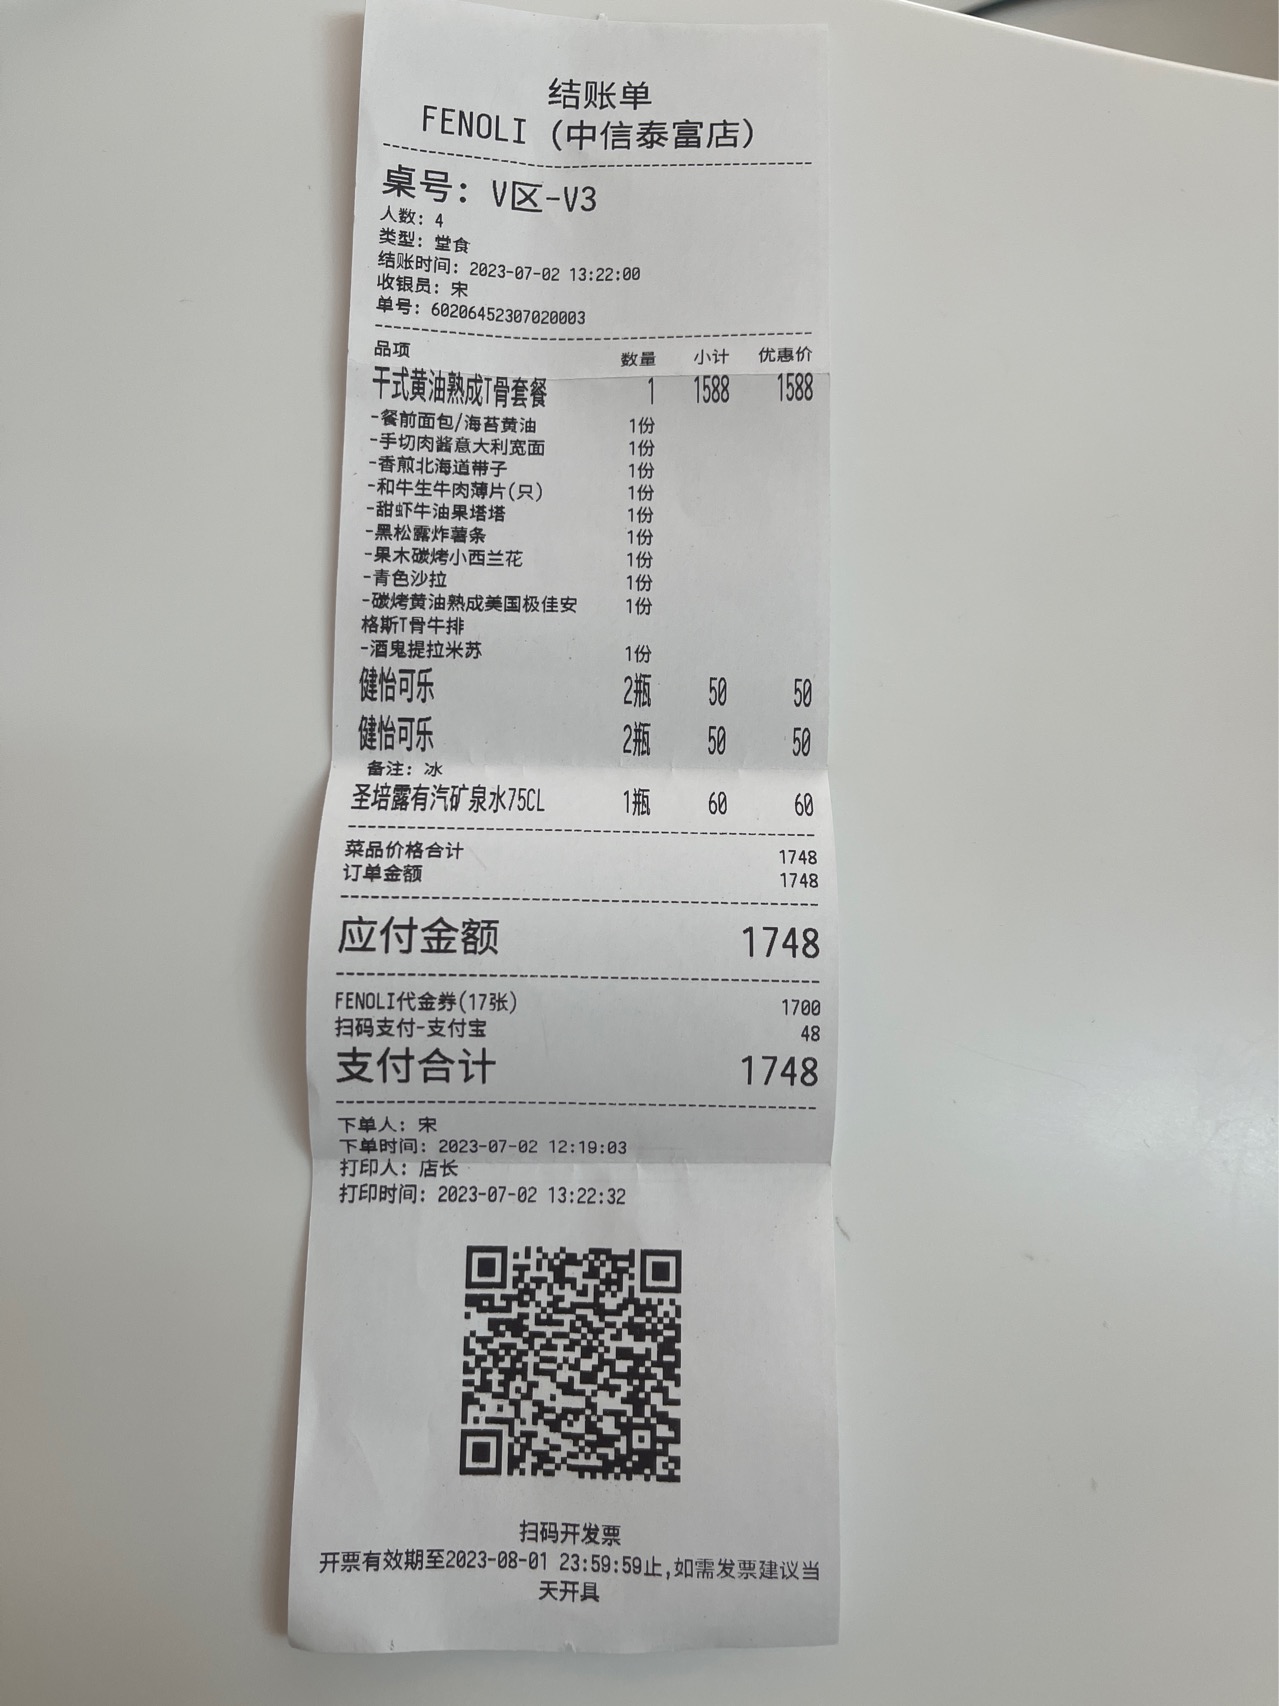 结账单
FENOLI (中信泰富店)
桌号: V区-V3
人数: 4
类型: 堂食
结账时间: 2023-07-02 13:22:00
收银员: 宋
单号: 60206452307020003
品项 数量 小计 优惠价
干式黄油熟成T骨套餐 1 1588 1588
-餐前面包/海苔黄油 1份
-手切肉酱意大利宽面 1份
-香煎北海道带子 1份
-和牛生牛肉薄片(只) 1份
-甜虾牛油果塔塔 1份
-黑松露炸薯条 1份
-果木碳烤小西兰花 1份
-青色沙拉 1份
-碳烤黄油熟成美国极佳安 1份
格斯T骨牛排
-酒鬼提拉米苏 1份
健怡可乐 2瓶 50 50
健怡可乐 2瓶 50 50
备注: 冰
圣培露有汽矿泉水75CL 1瓶 60 60
菜品价格合计 1748
订单金额 1748
应付金额 1748
FENOLI代金券(17张) 1700
扫码支付-支付宝 48
支付合计 1748
下单人: 宋
下单时间: 2023-07-02 12:19:03
打印人: 店长
打印时间: 2023-07-02 13:22:32
扫码开发票
开票有效期至2023-08-01 23:59:59止,如需发票建议当
天开具